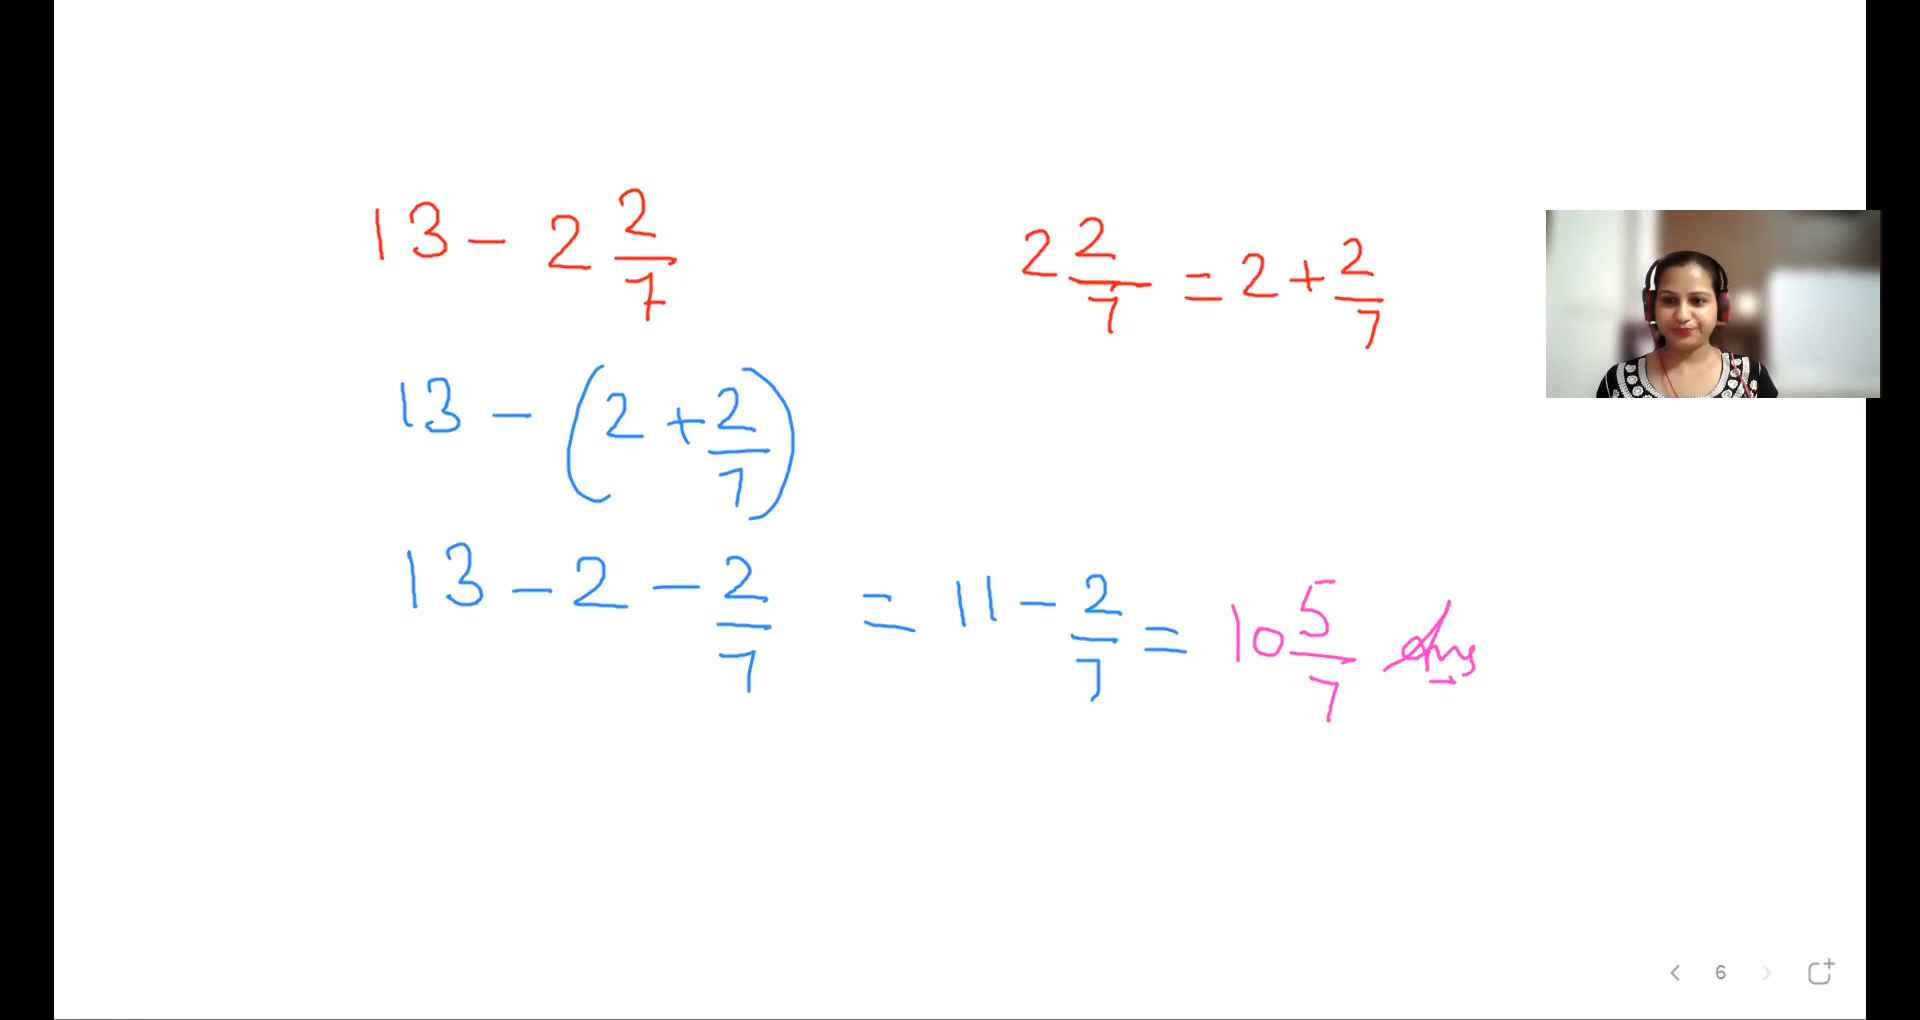 13 - 2 2/7
2 2/7 = 2 + 2/7
13 - (2 + 2/7)
13 - 2 - 2/7 = 11 - 2/7 = 10 5/7 Ans
6